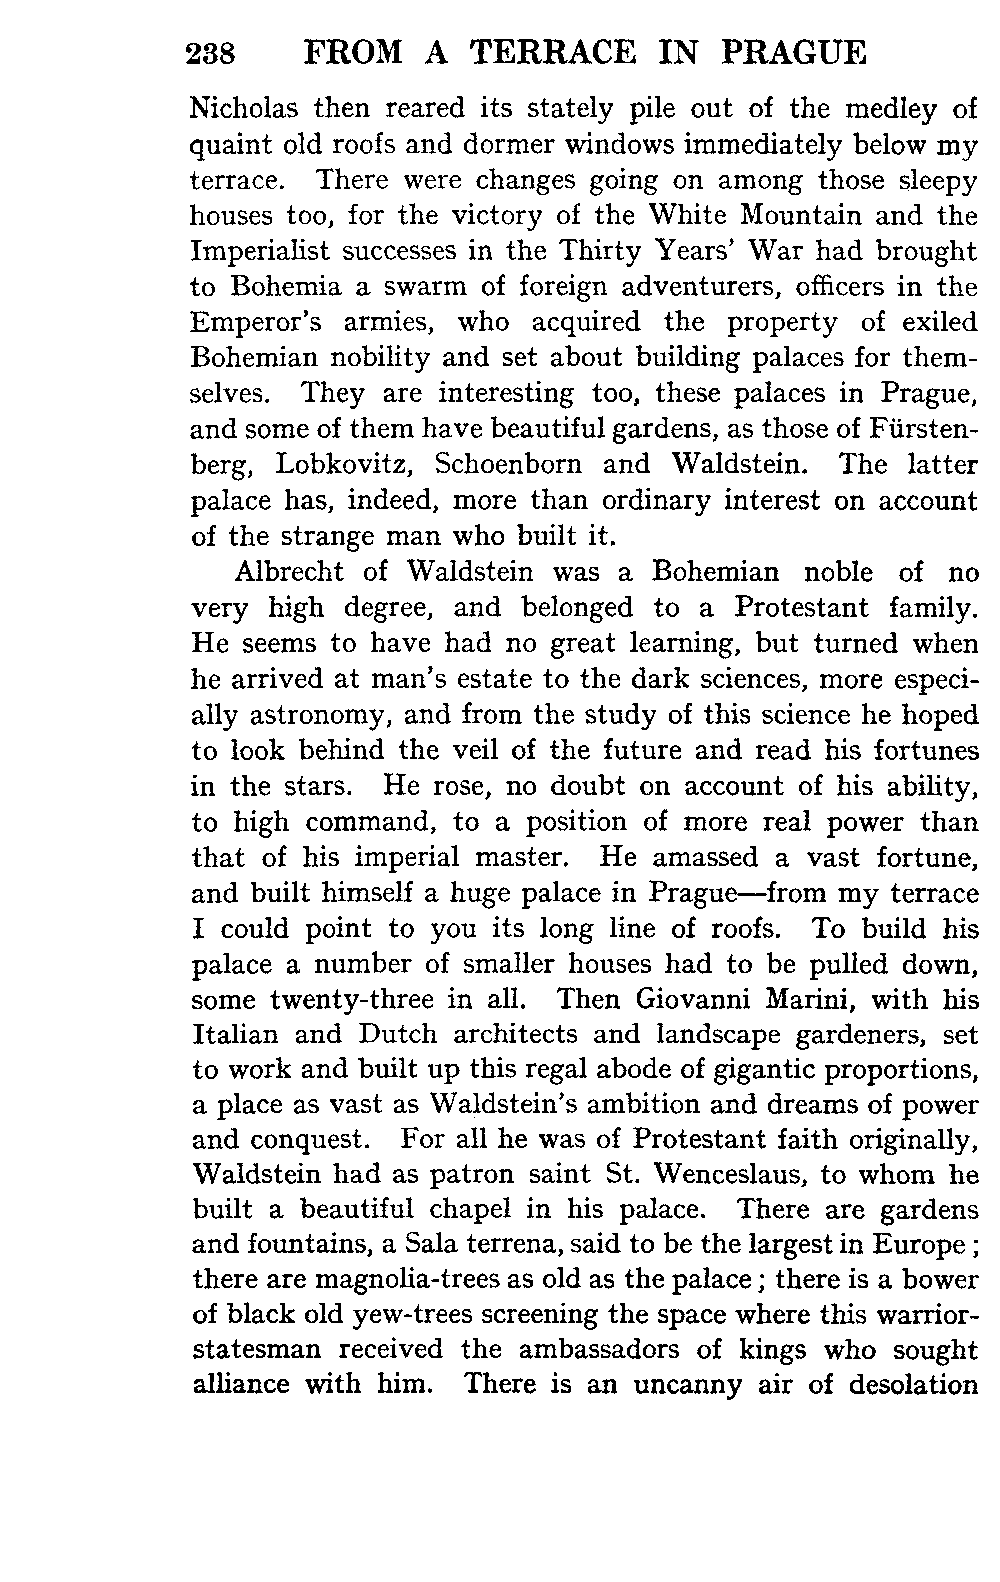 238 FROM A TERRACE IN PRAGUE
Nicholas then reared its stately pile out of the medley of
quaint old roofs and dormer windows immediately below my
terrace. There were changes going on among those sleepy
houses too, for the victory of the White Mountain and the
Imperialist successes in the Thirty Years' War had brought
to Bohemia a swarm of foreign adventurers, officers in the
Emperor's armies, who acquired the property of exiled
Bohemian nobility and set about building palaces for them-
selves. They are interesting too, these palaces in Prague,
and some of them have beautiful gardens, as those of Fürsten-
berg, Lobkovitz, Schoenborn and Waldstein. The latter
palace has, indeed, more than ordinary interest on account
of the strange man who built it.
Albrecht of Waldstein was a Bohemian noble of no
very high degree, and belonged to a Protestant family.
He seems to have had no great learning, but turned when
he arrived at man's estate to the dark sciences, more especi-
ally astronomy, and from the study of this science he hoped
to look behind the veil of the future and read his fortunes
in the stars. He rose, no doubt on account of his ability,
to high command, to a position of more real power than
that of his imperial master. He amassed a vast fortune,
and built himself a huge palace in Prague—from my terrace
I could point to you its long line of roofs. To build his
palace a number of smaller houses had to be pulled down,
some twenty-three in all. Then Giovanni Marini, with his
Italian and Dutch architects and landscape gardeners, set
to work and built up this regal abode of gigantic proportions,
a place as vast as Waldstein's ambition and dreams of power
and conquest. For all he was of Protestant faith originally,
Waldstein had as patron saint St. Wenceslaus, to whom he
built a beautiful chapel in his palace. There are gardens
and fountains, a Sala terrena, said to be the largest in Europe ;
there are magnolia-trees as old as the palace ; there is a bower
of black old yew-trees screening the space where this warrior-
statesman received the ambassadors of kings who sought
alliance with him. There is an uncanny air of desolation